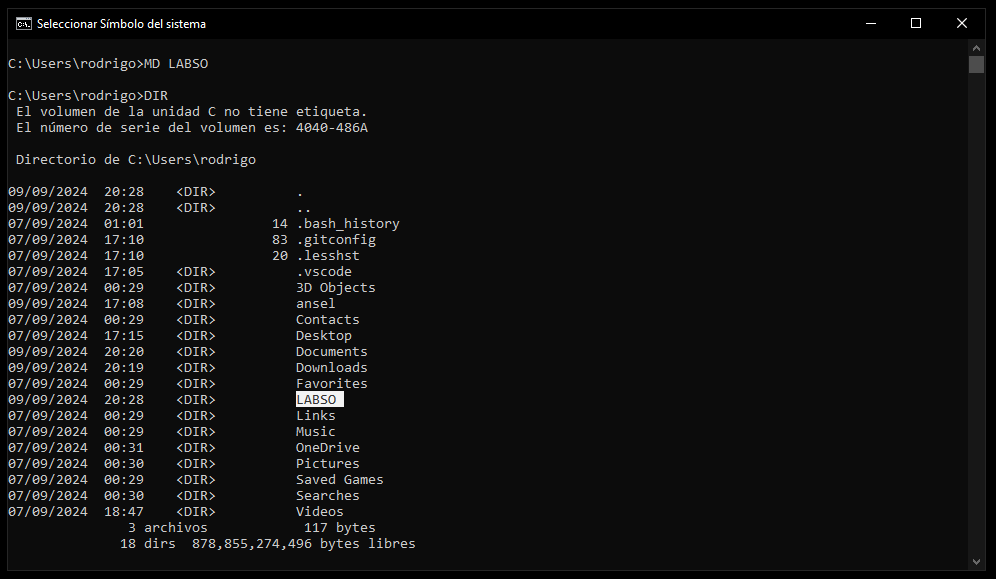 Seleccionar Símbolo del sistema
C:\Users\rodrigo>MD LABSO
C:\Users\rodrigo>DIR
 El volumen de la unidad C no tiene etiqueta.
 El número de serie del volumen es: 4040-486A
 Directorio de C:\Users\rodrigo
09/09/2024  20:28    <DIR>          .
09/09/2024  20:28    <DIR>          ..
07/09/2024  01:01                14 .bash_history
07/09/2024  17:10                83 .gitconfig
07/09/2024  17:10                20 .lesshst
07/09/2024  17:05    <DIR>          .vscode
07/09/2024  00:29    <DIR>          3D Objects
09/09/2024  17:08    <DIR>          ansel
07/09/2024  00:29    <DIR>          Contacts
07/09/2024  17:15    <DIR>          Desktop
09/09/2024  20:20    <DIR>          Documents
09/09/2024  20:19    <DIR>          Downloads
07/09/2024  00:29    <DIR>          Favorites
09/09/2024  20:28    <DIR>          LABSO
07/09/2024  00:29    <DIR>          Links
07/09/2024  00:29    <DIR>          Music
07/09/2024  00:31    <DIR>          OneDrive
07/09/2024  00:30    <DIR>          Pictures
07/09/2024  00:29    <DIR>          Saved Games
07/09/2024  00:30    <DIR>          Searches
07/09/2024  18:47    <DIR>          Videos
               3 archivos            117 bytes
              18 dirs  878,855,274,496 bytes libres